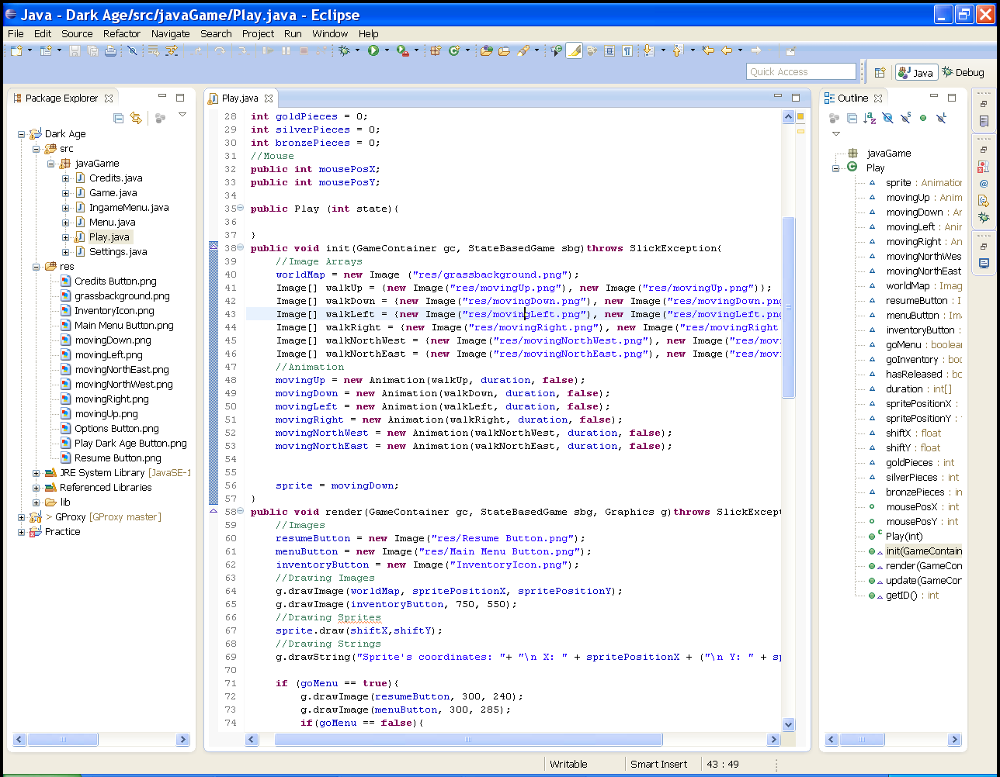 Java - Dark Age/src/javaGame/Play.java - Eclipse
File Edit Source Refactor Navigate Search Project Run Window Help
Quick Access
Java
Debug
Package Explorer
Dark Age
src
javaGame
Credits.java
Game.java
IngameMenu.java
Menu.java
Play.java
Settings.java
res
Credits Button.png
grassbackground.png
InventoryIcon.png
Main Menu Button.png
movingDown.png
movingLeft.png
movingNorthEast.png
movingNorthWest.png
movingRight.png
movingUp.png
Options Button.png
Play Dark Age Button.png
Resume Button.png
JRE System Library [JavaSE-1
Referenced Libraries
lib
> GProxy [GProxy master]
Practice
Play.java
28 int goldPieces = 0;
29 int silverPieces = 0;
30 int bronzePieces = 0;
31 //Mouse
32 public int mousePosX;
33 public int mousePosY;
34
35 public Play (int state){
36
37 }
38 public void init(GameContainer gc, StateBasedGame sbg)throws SlickException{
39 //Image Arrays
40 worldMap = new Image ("res/grassbackground.png");
41 Image[] walkUp = {new Image("res/movingUp.png"), new Image("res/movingUp.png")};
42 Image[] walkDown = {new Image("res/movingDown.png"), new Image("res/movingDown.png
43 Image[] walkLeft = {new Image("res/movingLeft.png"), new Image("res/movingLeft.png
44 Image[] walkRight = {new Image("res/movingRight.png"), new Image("res/movingRight
45 Image[] walkNorthWest = {new Image("res/movingNorthWest.png"), new Image("res/movi
46 Image[] walkNorthEast = {new Image("res/movingNorthEast.png"), new Image("res/movi
47 //Animation
48 movingUp = new Animation(walkUp, duration, false);
49 movingDown = new Animation(walkDown, duration, false);
50 movingLeft = new Animation(walkLeft, duration, false);
51 movingRight = new Animation(walkRight, duration, false);
52 movingNorthWest = new Animation(walkNorthWest, duration, false);
53 movingNorthEast = new Animation(walkNorthEast, duration, false);
54
55
56 sprite = movingDown;
57 }
58 public void render(GameContainer gc, StateBasedGame sbg, Graphics g)throws SlickExcept
59 //Images
60 resumeButton = new Image("res/Resume Button.png");
61 menuButton = new Image("res/Main Menu Button.png");
62 inventoryButton = new Image("InventoryIcon.png");
63 //Drawing Images
64 g.drawImage(worldMap, spritePositionX, spritePositionY);
65 g.drawImage(inventoryButton, 750, 550);
66 //Drawing Sprites
67 sprite.draw(shiftX,shiftY);
68 //Drawing Strings
69 g.drawString("Sprite's coordinates: "+ "\n X: " + spritePositionX + ("\n Y: " + sp
70
71 if (goMenu == true){
72 g.drawImage(resumeButton, 300, 240);
73 g.drawImage(menuButton, 300, 285);
74 if(goMenu == false){
Outline
javaGame
Play
sprite : Animation
movingUp : Anim
movingDown : Ar
movingLeft : Anir
movingRight : An
movingNorthWes
movingNorthEast
worldMap : Imag
resumeButton : I
menuButton : Ima
inventoryButton :
goMenu : boolear
goInventory : boo
hasReleased : bo
duration : int[]
spritePositionX :
spritePositionY :
shiftX : float
shiftY : float
goldPieces : int
silverPieces : int
bronzePieces : in
mousePosX : int
mousePosY : int
Play(int)
init(GameContain
render(GameCon
update(GameCor
getID() : int
Writable
Smart Insert
43 : 49